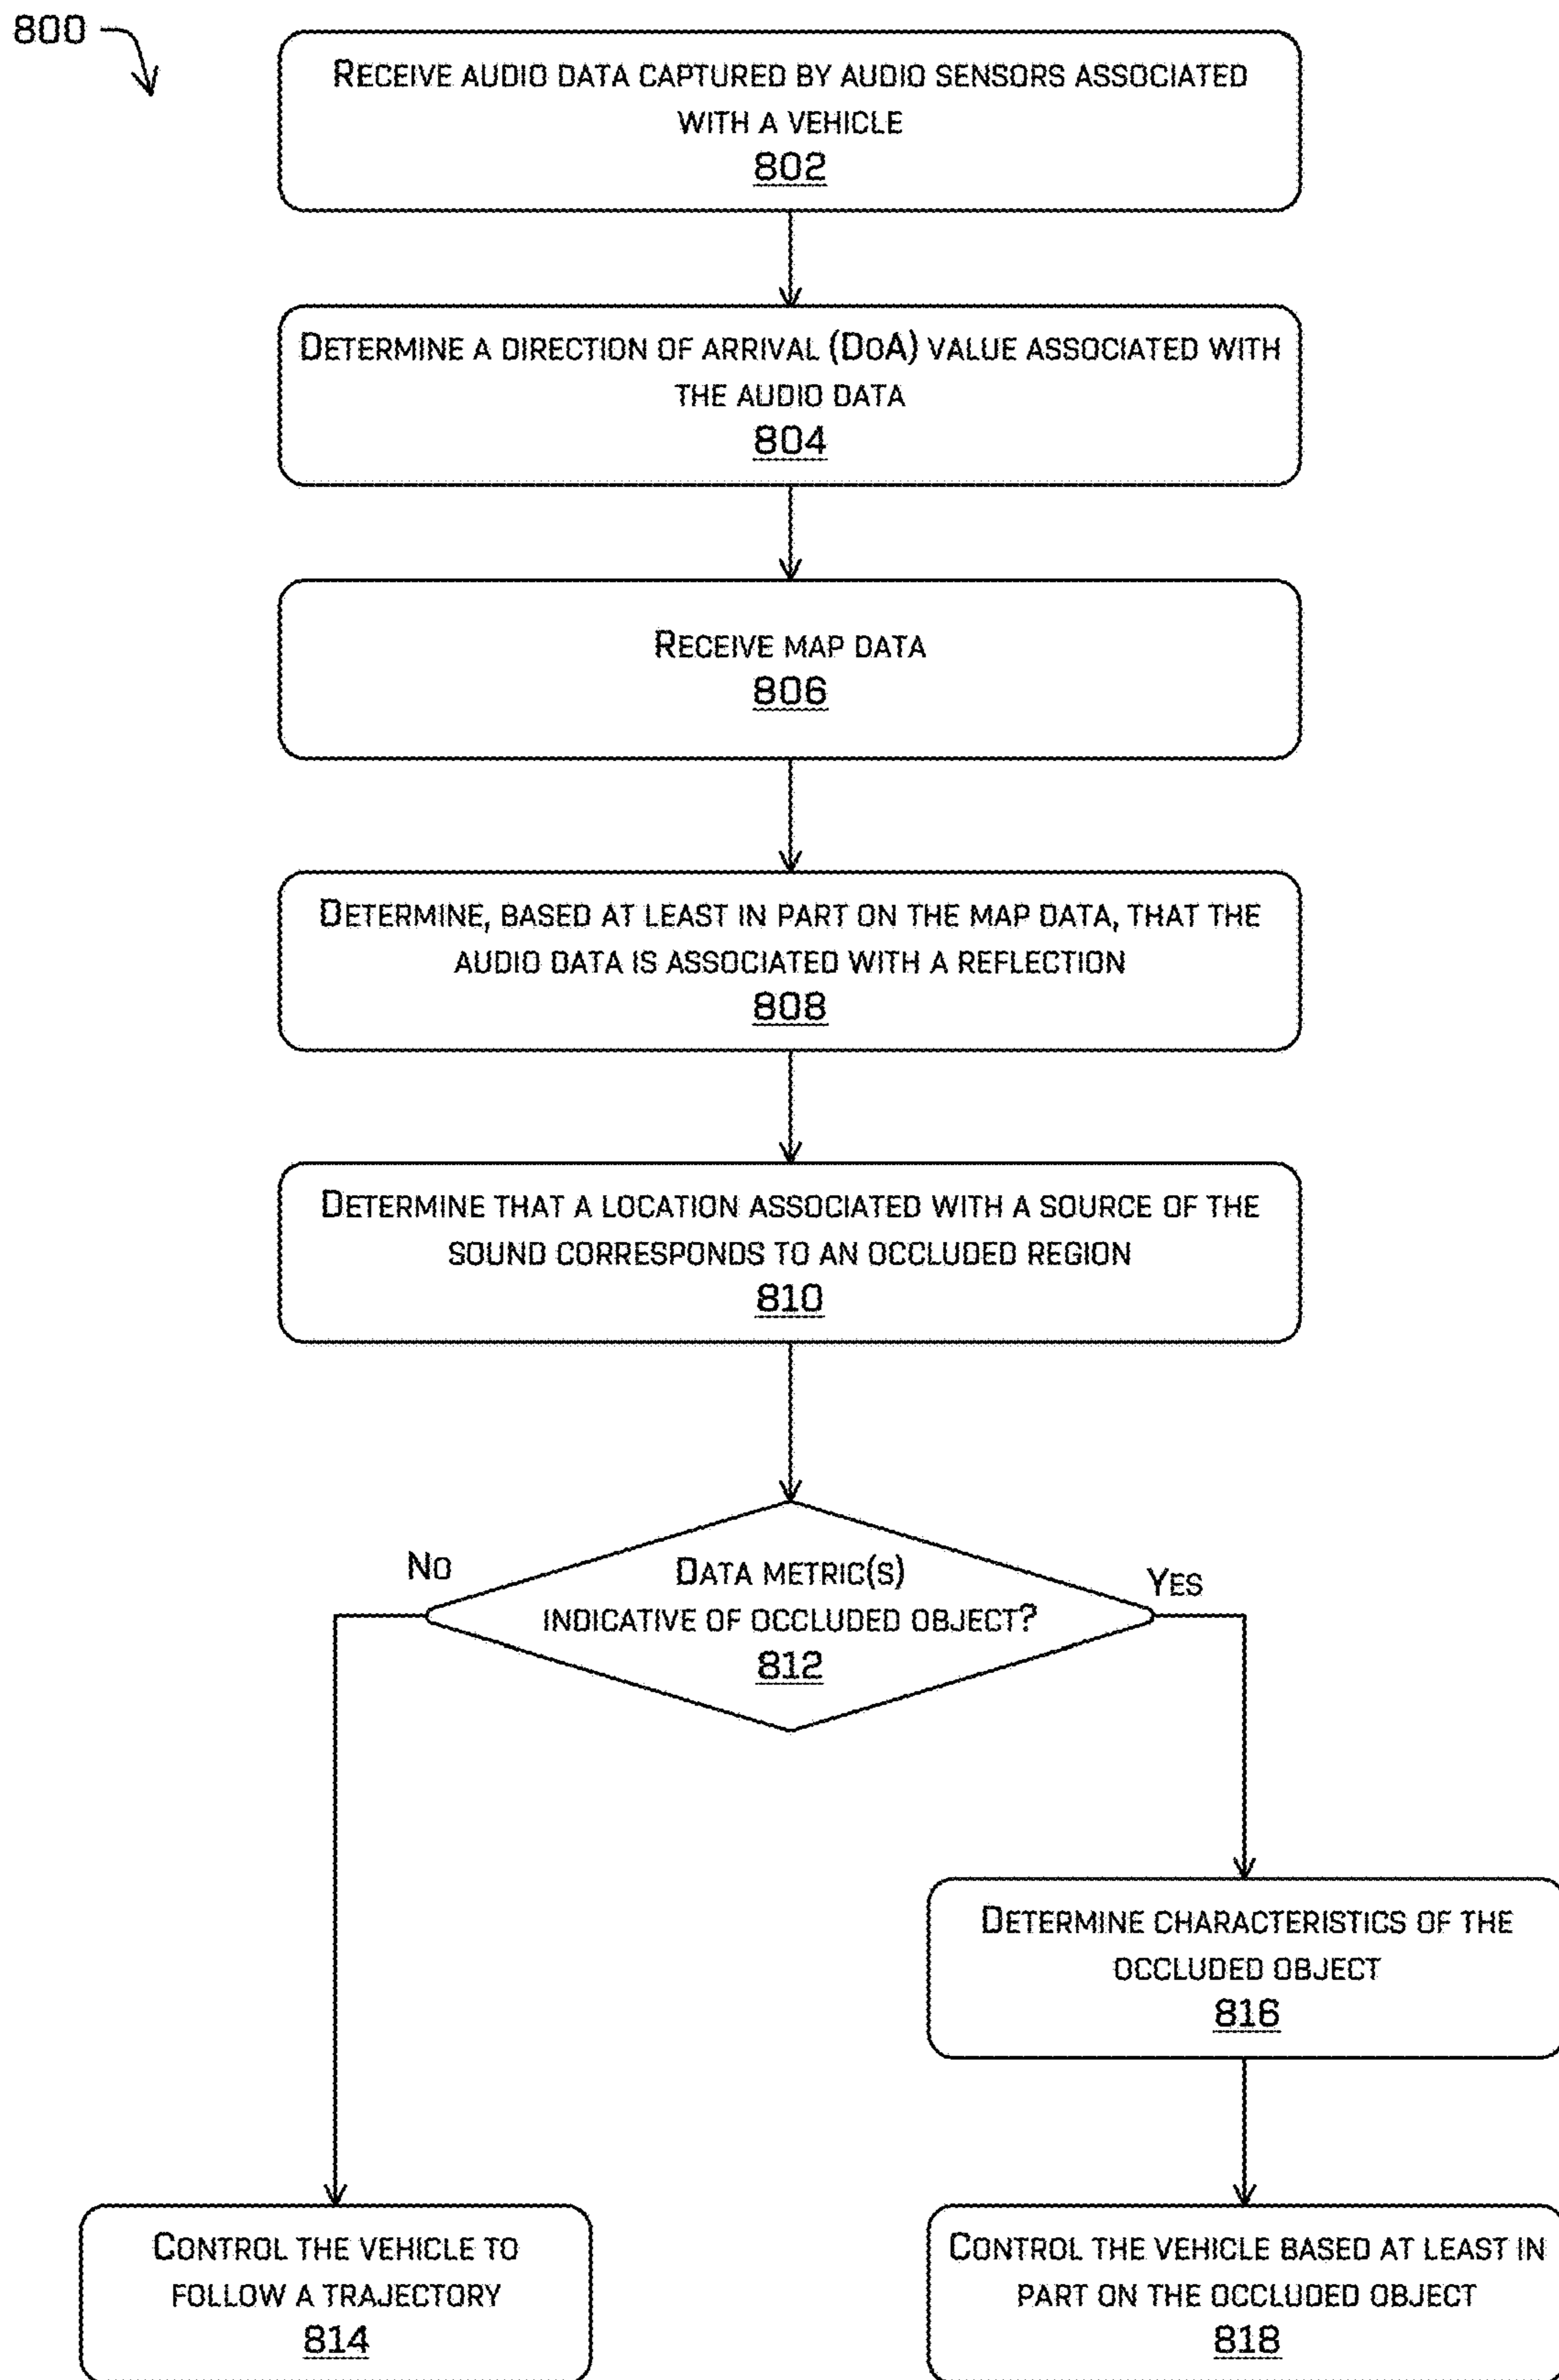 800
RECEIVE AUDIO DATA CAPTURED BY AUDIO SENSORS ASSOCIATED
WITH A VEHICLE
802
DETERMINE A DIRECTION OF ARRIVAL (DOA) VALUE ASSOCIATED WITH
THE AUDIO DATA
804
RECEIVE MAP DATA
806
DETERMINE, BASED AT LEAST IN PART ON THE MAP DATA, THAT THE
AUDIO DATA IS ASSOCIATED WITH A REFLECTION
808
DETERMINE THAT A LOCATION ASSOCIATED WITH A SOURCE OF THE
SOUND CORRESPONDS TO AN OCCLUDED REGION
810
NO
DATA METRIC(S)
INDICATIVE OF OCCLUDED OBJECT?
812
YES
DETERMINE CHARACTERISTICS OF THE
OCCLUDED OBJECT
816
CONTROL THE VEHICLE TO
FOLLOW A TRAJECTORY
814
CONTROL THE VEHICLE BASED AT LEAST IN
PART ON THE OCCLUDED OBJECT
818